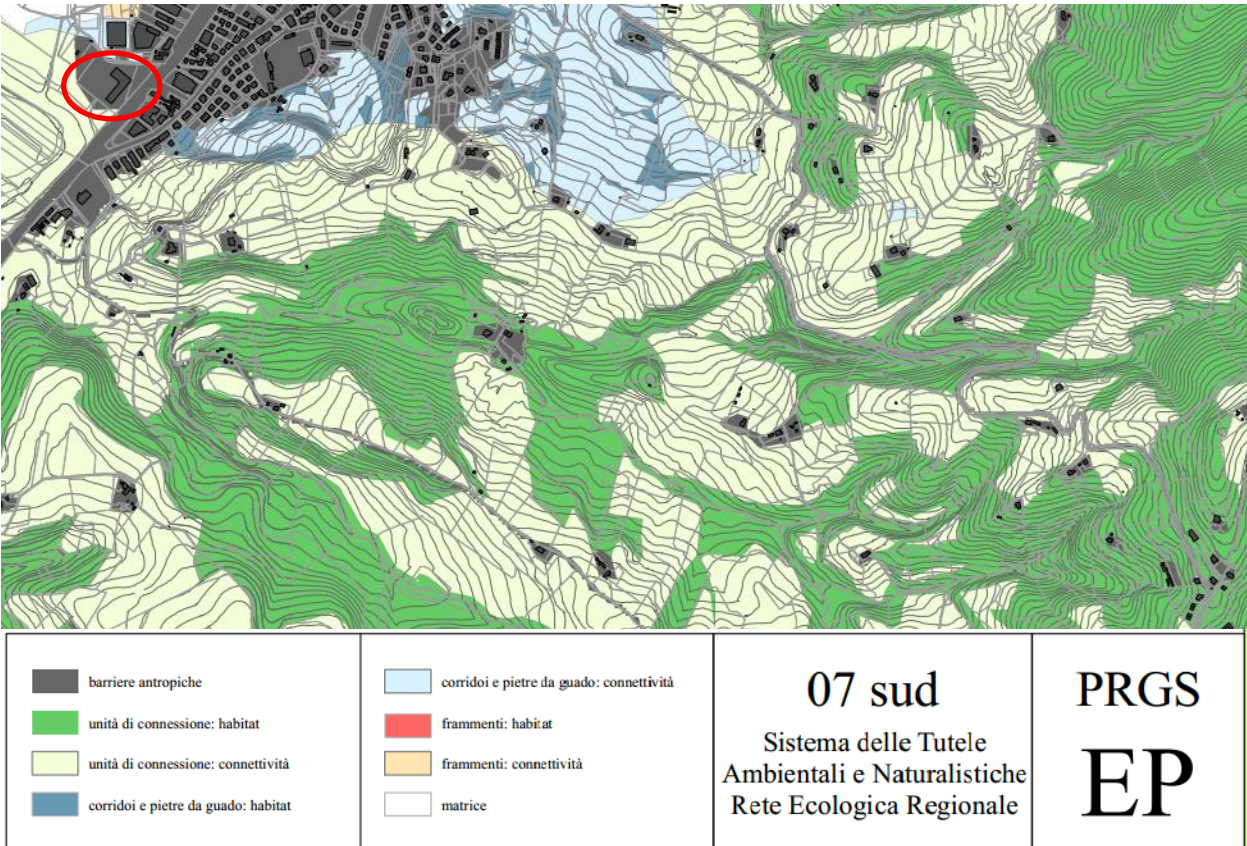 barriere antropiche
unità di connessione: habitat
unità di connessione: connettività
corridoi e pietre da guado: habitat
corridoi e pietre da guado: connettività
frammenti: habitat
frammenti: connettività
matrice
07 sud
Sistema delle Tutele
Ambientali e Naturalistiche
Rete Ecologica Regionale
PRGS
EP